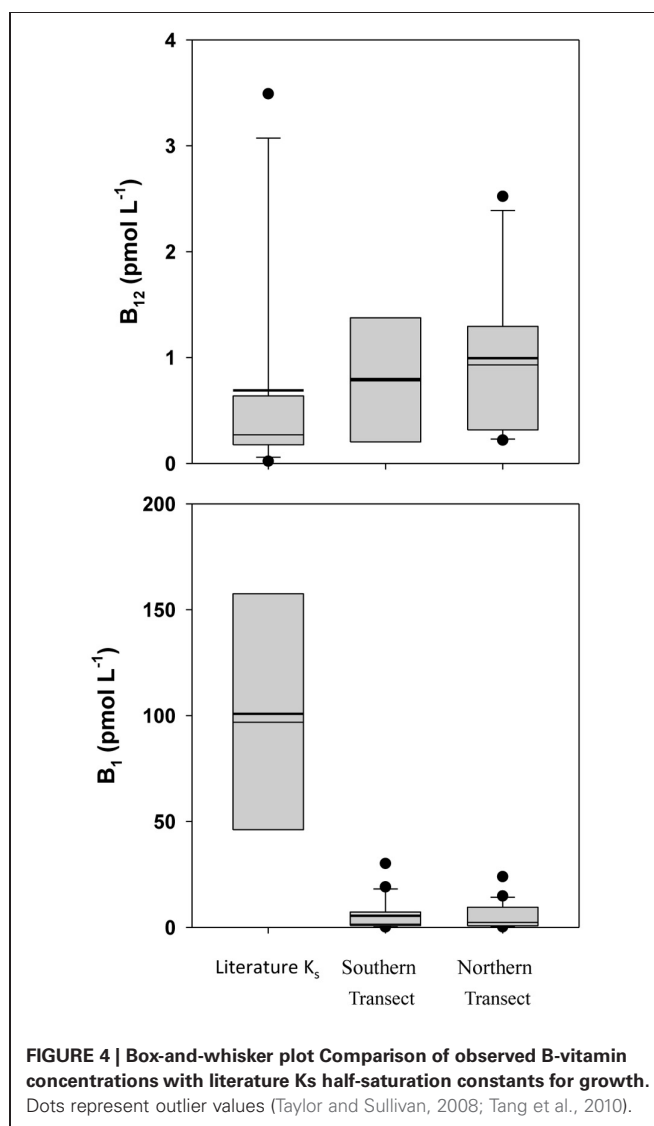 4
3
2
1
0
B₁₂ (pmol L⁻¹)
200
150
100
50
0
B₁ (pmol L⁻¹)
Literature Kₛ Southern Transect Northern Transect
FIGURE 4 | Box-and-whisker plot Comparison of observed B-vitamin
concentrations with literature Ks half-saturation constants for growth.
Dots represent outlier values (Taylor and Sullivan, 2008; Tang et al., 2010).